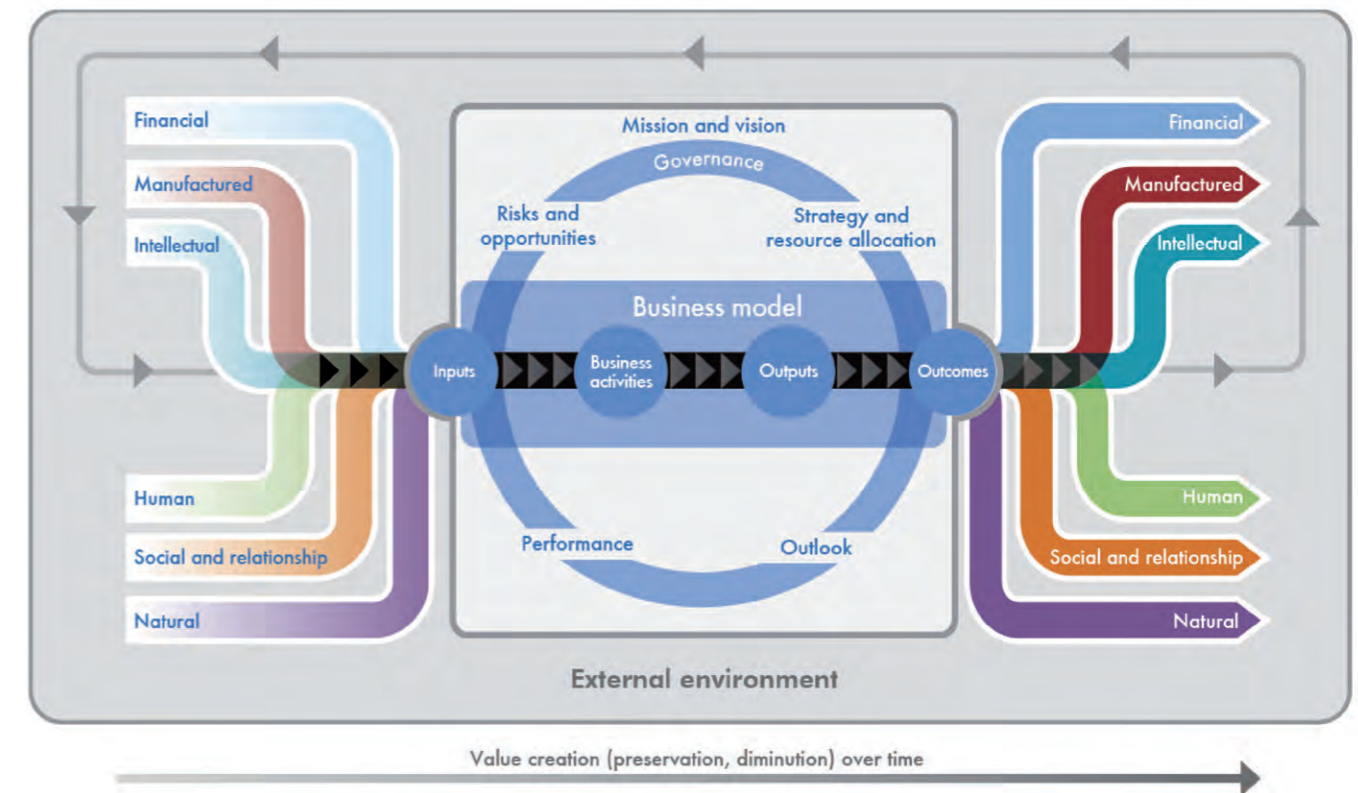 Financial
Manufactured
Intellectual
Human
Social and relationship
Natural
Mission and vision
Governance
Risks and
opportunities
Strategy and
resource allocation
Business model
Inputs
Business
activities
Outputs
Outcomes
Performance
Outlook
Financial
Manufactured
Intellectual
Human
Social and relationship
Natural
External environment
Value creation (preservation, diminution) over time